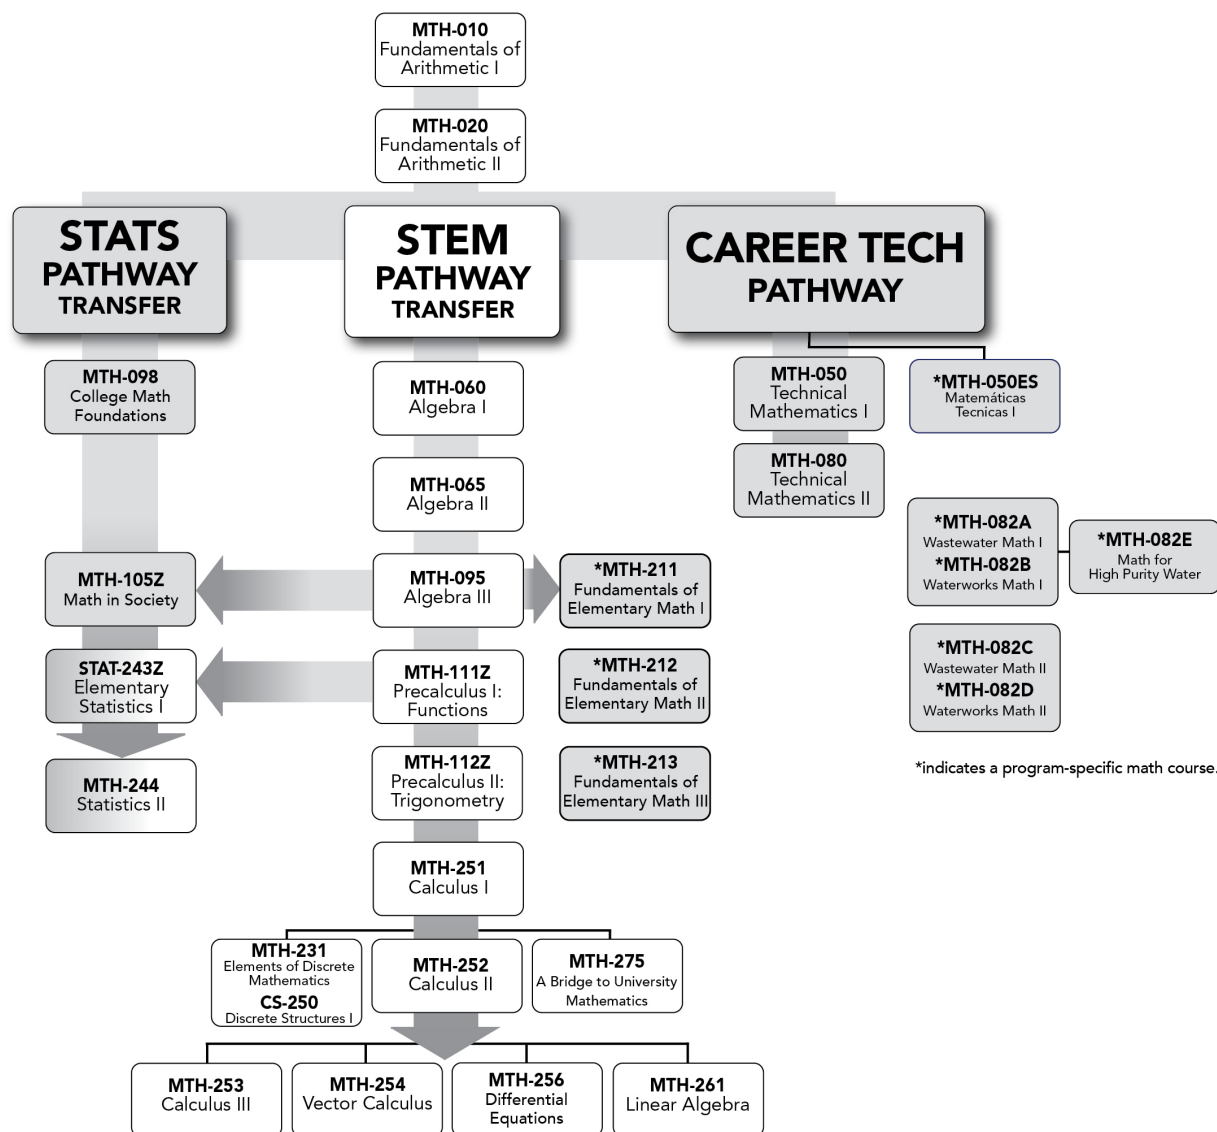 MTH-010
Fundamentals of
Arithmetic I
MTH-020
Fundamentals of
Arithmetic II
STATS
PATHWAY
TRANSFER
STEM
PATHWAY
TRANSFER
CAREER TECH
PATHWAY
MTH-098
College Math
Foundations
MTH-060
Algebra I
MTH-050
Technical
Mathematics I
*MTH-050ES
Matemáticas
Tecnicas I
MTH-065
Algebra II
MTH-080
Technical
Mathematics II
*MTH-082A
Wastewater Math I
*MTH-082B
Waterworks Math I
*MTH-082E
Math for
High Purity Water
MTH-105Z
Math in Society
MTH-095
Algebra III
*MTH-211
Fundamentals of
Elementary Math I
*MTH-082C
Wastewater Math II
*MTH-082D
Waterworks Math II
STAT-243Z
Elementary
Statistics I
MTH-111Z
Precalculus I:
Functions
*MTH-212
Fundamentals of
Elementary Math II
MTH-244
Statistics II
MTH-112Z
Precalculus II:
Trigonometry
*MTH-213
Fundamentals of
Elementary Math III
*indicates a program-specific math course.
MTH-251
Calculus I
MTH-231
Elements of Discrete
Mathematics
CS-250
Discrete Structures I
MTH-252
Calculus II
MTH-275
A Bridge to University
Mathematics
MTH-253
Calculus III
MTH-254
Vector Calculus
MTH-256
Differential
Equations
MTH-261
Linear Algebra